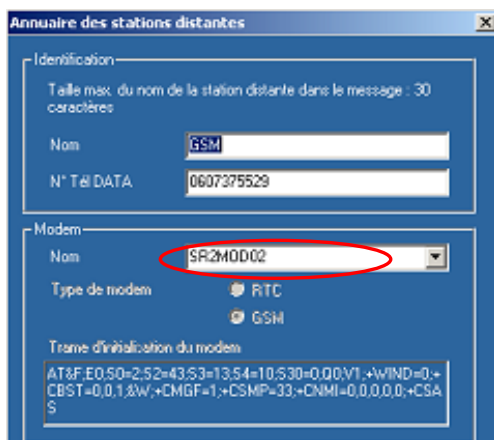 Annuaire des stations distantes
Identification
Taille max. du nom de la station distante dans le message : 30
caractères
Nom
GSM
N° Tél DATA
0607375529
Modem
Nom
SR2MOD02
Type de modem
RTC
GSM
Trame d'initialisation du modem
AT&F;E0;S0=2;S2=43;S3=13;S4=10;S30=0;Q0;V1;+WIND=0;+
CBST=0,0,1;&W;+CMGF=1;+CSMP=33;+CNMI=0,0,0,0,0;+CSA
S